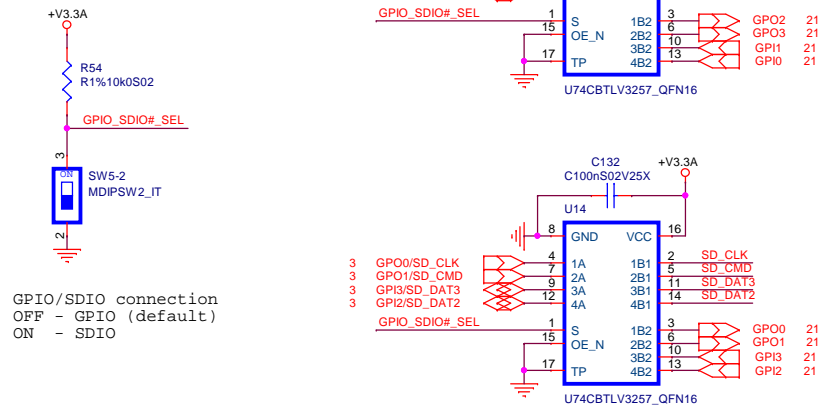 +V3.3A
R54
R1%10k0S02
GPIO_SDIO#_SEL
3
ON
SW5-2
MDIPSW2_IT
2
GPIO/SDIO connection
OFF - GPIO (default)
ON - SDIO
GPIO_SDIO#_SEL 1 S 1B2 3 GPO2 21
15 OE_N 2B2 6 GPO3 21
3B2 10 GPI1 21
17 TP 4B2 13 GPI0 21
U74CBTLV3257_QFN16
C132 +V3.3A
C100nS02V25X
U14
8 GND VCC 16
3 GPO0/SD_CLK 4 1A 1B1 2 SD_CLK
3 GPO1/SD_CMD 7 2A 2B1 5 SD_CMD
3 GPI3/SD_DAT3 9 3A 3B1 11 SD_DAT3
3 GPI2/SD_DAT2 12 4A 4B1 14 SD_DAT2
GPIO_SDIO#_SEL 1 S 1B2 3 GPO0 21
15 OE_N 2B2 6 GPO1 21
3B2 10 GPI3 21
17 TP 4B2 13 GPI2 21
U74CBTLV3257_QFN16